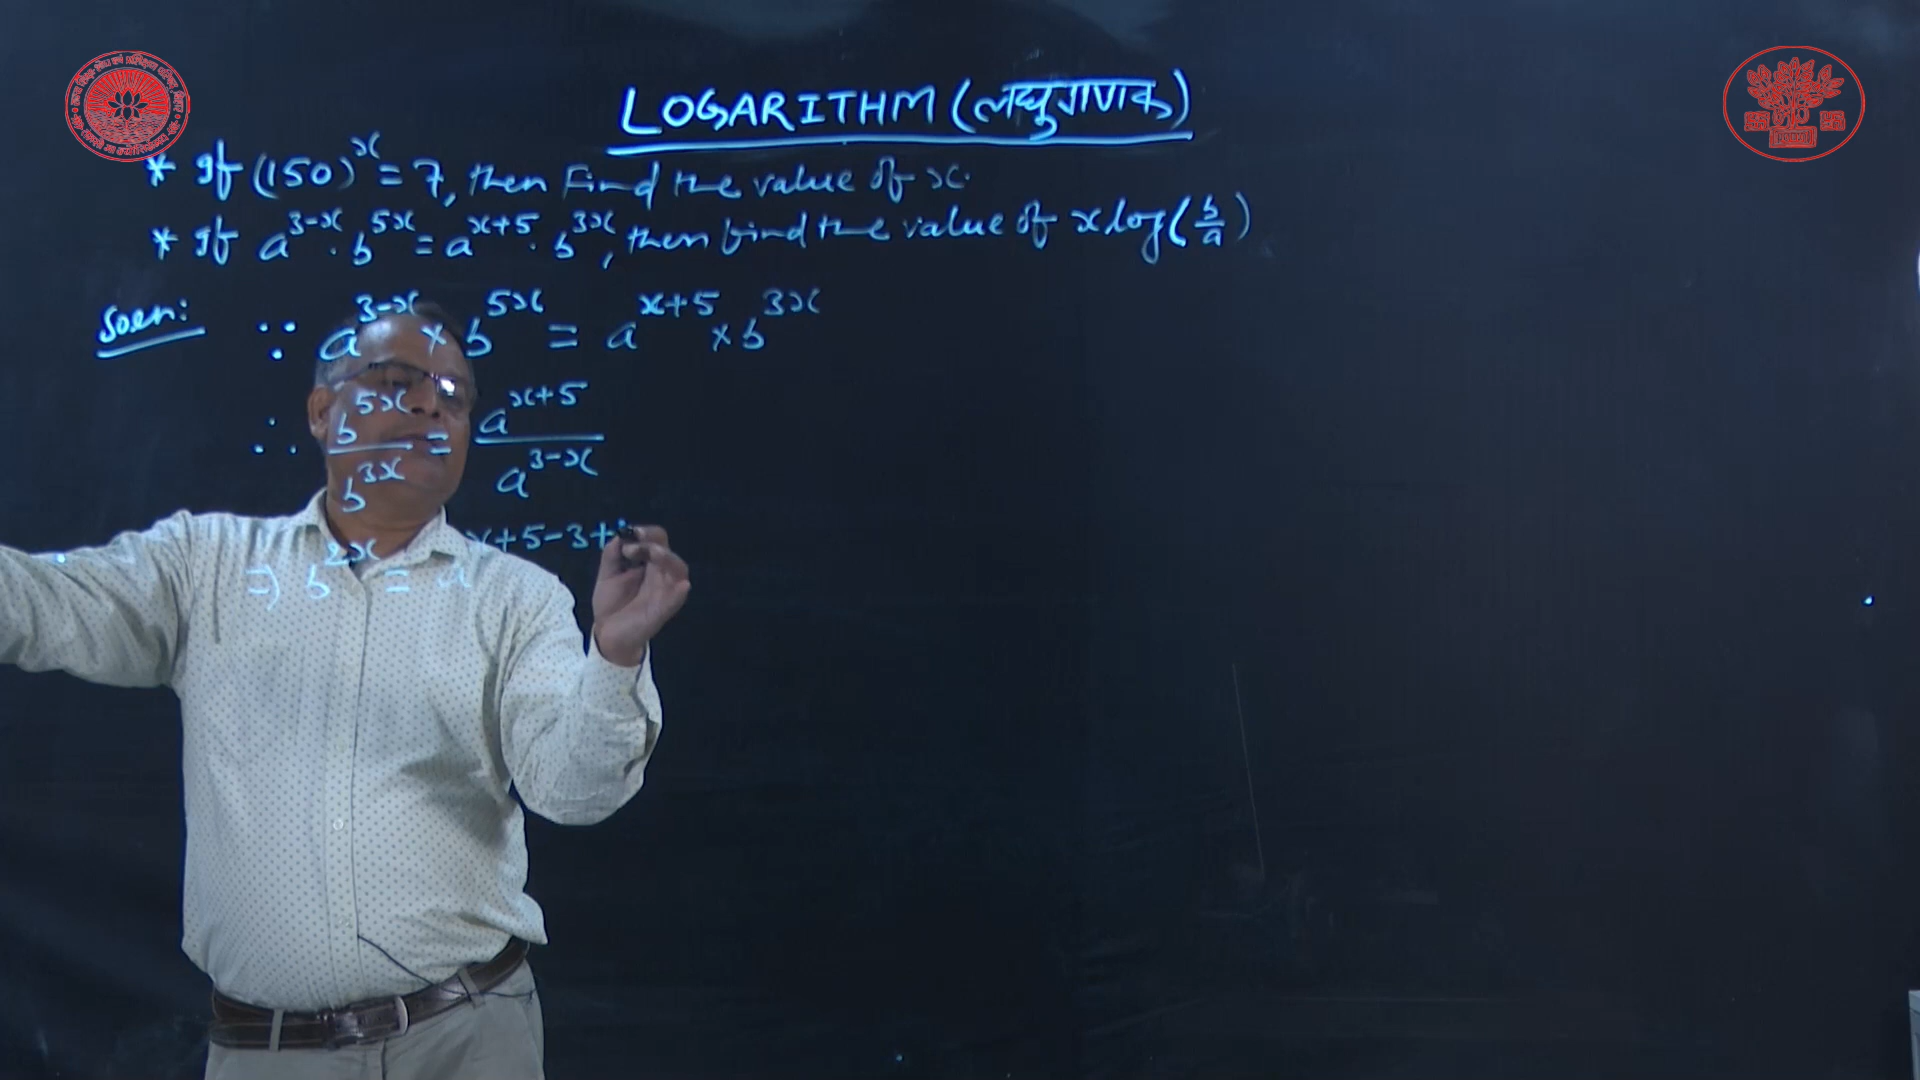 LOGARITHM (लघुगणक)
* If (150)^x = 7, then Find the value of x.
* If a^3-x . b^5x = a^x+5 . b^3x, then find the value of x log(b/a)
Soln: ∵ a^3-x × b^5x = a^x+5 × b^3x
∴ b^5x/b^3x = a^x+5/a^3-x
⇒ b^2x = a^x+5-3+